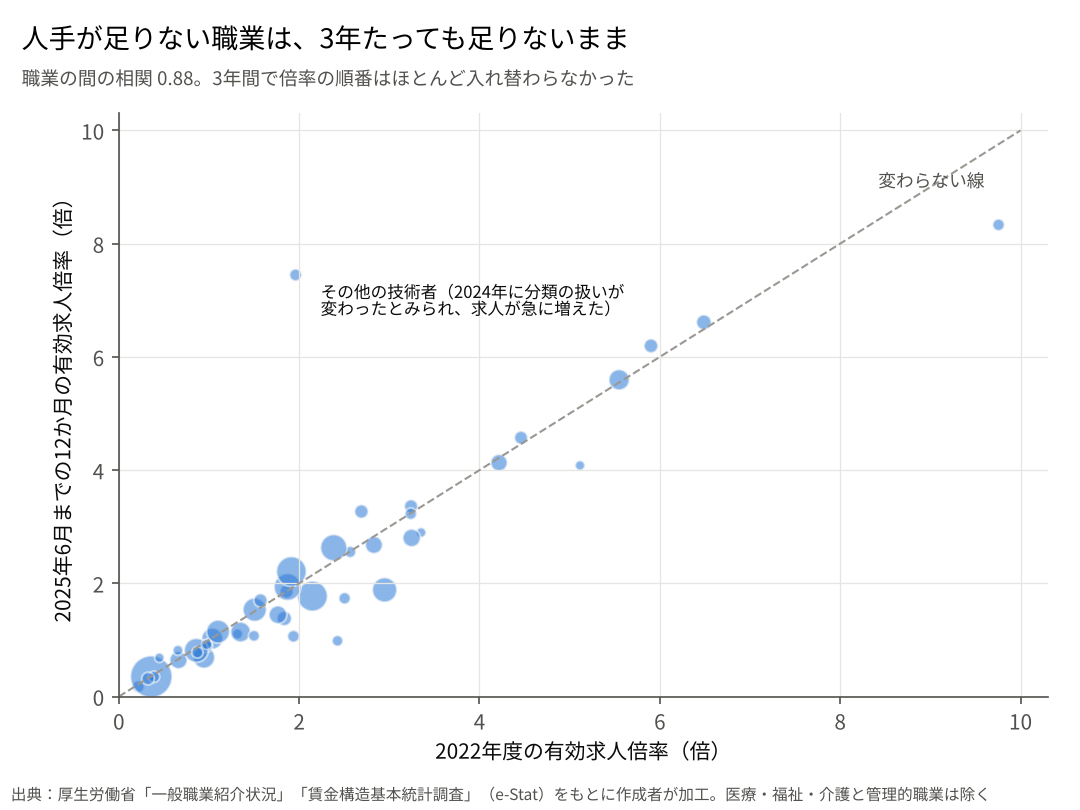 人手が足りない職業は、3年たっても足りないまま
職業の間の相関 0.88。3年間で倍率の順番はほとんど入れ替わらなかった
2025年6月までの12か月の有効求人倍率（倍）
10
8
6
4
2
0
変わらない線
その他の技術者（2024年に分類の扱いが
変わったとみられ、求人が急に増えた）
0 2 4 6 8 10
2022年度の有効求人倍率（倍）
出典：厚生労働省「一般職業紹介状況」「賃金構造基本統計調査」（e-Stat）をもとに作成者が加工。医療・福祉・介護と管理的職業は除く